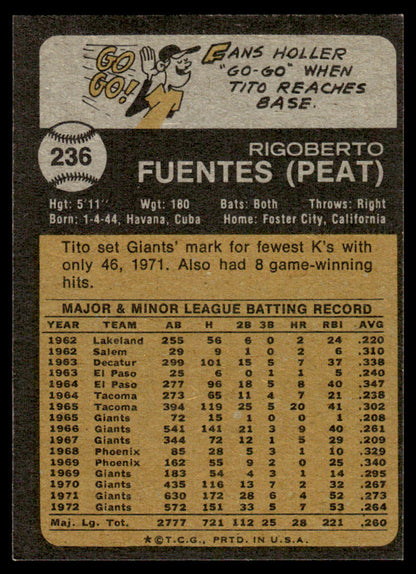 GO
GO!
FANS HOLLER
"GO-GO" WHEN
TITO REACHES
BASE.
236
RIGOBERTO
FUENTES (PEAT)
Hgt: 5'11" Wgt: 180 Bats: Both Throws: Right
Born: 1-4-44, Havana, Cuba Home: Foster City, California
Tito set Giants' mark for fewest K's with
only 46, 1971. Also had 8 game-winning
hits.
MAJOR & MINOR LEAGUE BATTING RECORD
YEAR TEAM AB H 2B 3B HR RBI AVG
1962 Lakeland 255 56 6 0 2 24 .220
1962 Salem 29 9 1 0 2 6 .310
1963 Decatur 299 101 15 5 7 37 .338
1963 El Paso 25 6 0 1 5 .240
1964 El Paso 277 96 18 5 8 40 .347
1964 Tacoma 273 65 11 4 7 21 .238
1965 Tacoma 394 119 25 5 20 41 .302
1965 Giants 72 15 1 0 0 1 .208
1966 Giants 541 141 21 3 9 40 .261
1967 Giants 344 72 12 1 5 29 .209
1968 Phoenix 85 28 5 3 1 10 .329
1969 Phoenix 162 55 9 2 0 25 .340
1969 Giants 183 54 4 3 1 14 .295
1970 Giants 435 116 13 7 2 32 .267
1971 Giants 630 172 28 6 4 52 .273
1972 Giants 572 151 33 5 7 53 .264
Maj. Lg. Tot. 2777 721 112 25 28 221 .260
★©T.C.G., PRTD. IN U.S.A.